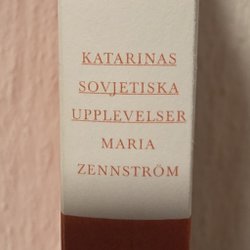 KATARINAS
SOVJETISKA
UPPLEVELSER
MARIA
ZENNSTRÖM